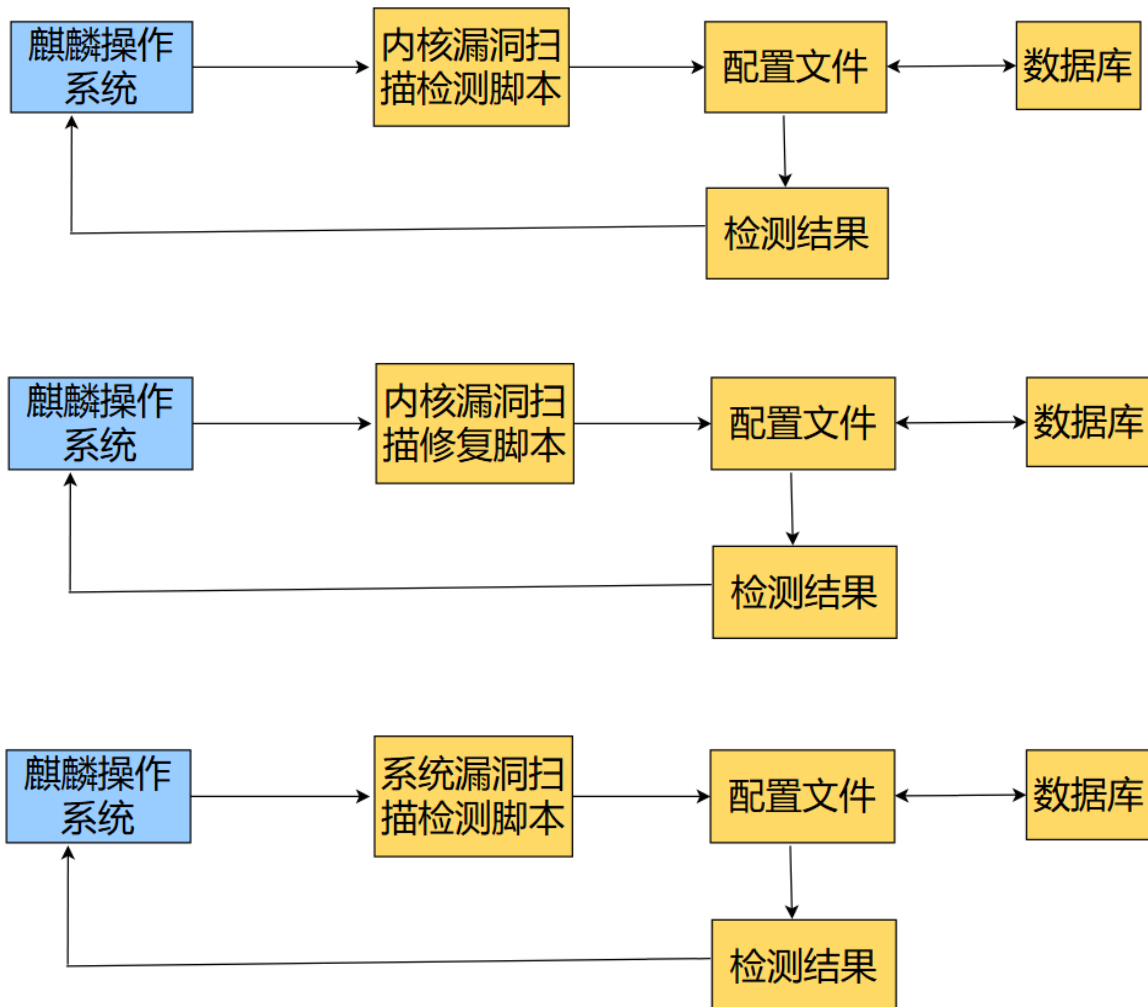 麒麟操作
系统
内核漏洞扫
描检测脚本
配置文件
数据库
检测结果
麒麟操作
系统
内核漏洞扫
描修复脚本
配置文件
数据库
检测结果
麒麟操作
系统
系统漏洞扫
描检测脚本
配置文件
数据库
检测结果